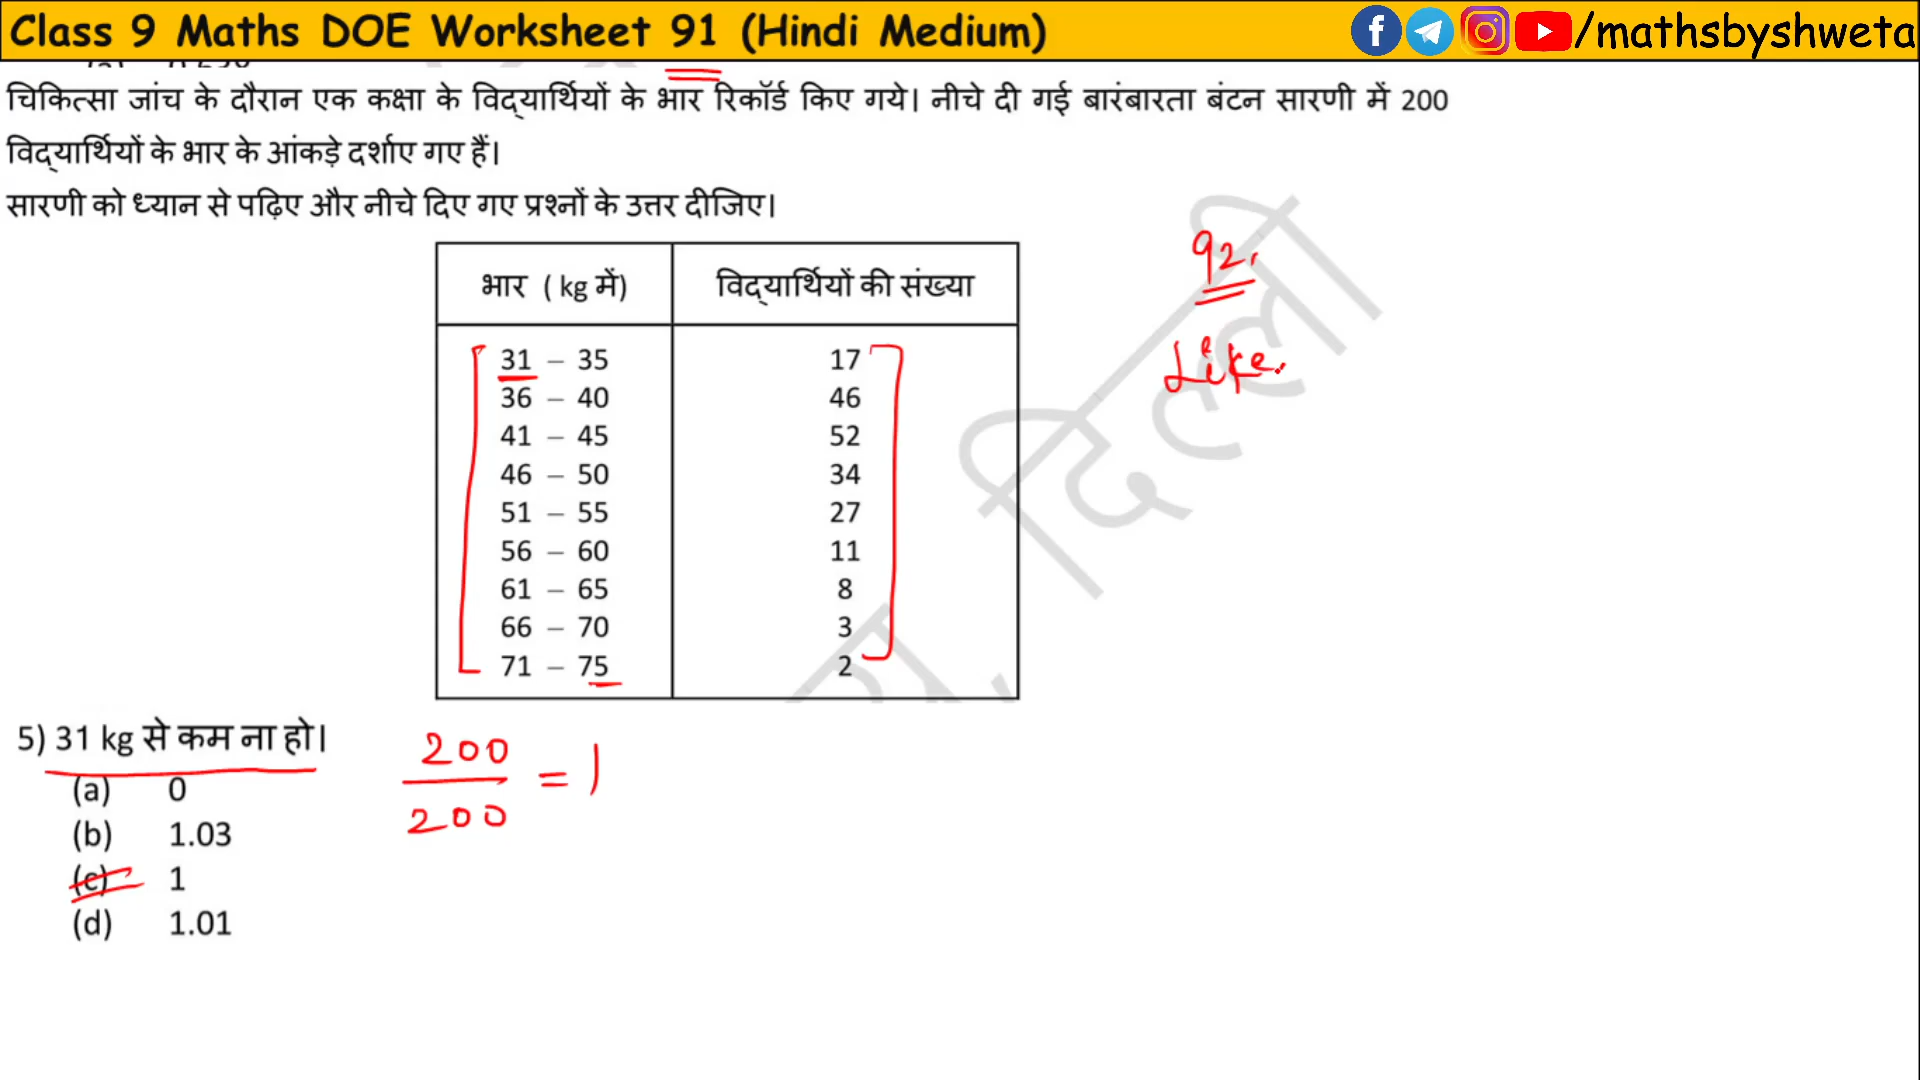 Class 9 Maths DOE Worksheet 91 (Hindi Medium)
/mathsbyshweta
चिकित्सा जांच के दौरान एक कक्षा के विद्यार्थियों के भार रिकॉर्ड किए गये। नीचे दी गई बारंबारता बंटन सारणी में 200
विद्यार्थियों के भार के आंकड़े दर्शाए गए हैं।
सारणी को ध्यान से पढ़िए और नीचे दिए गए प्रश्नों के उत्तर दीजिए।
भार ( kg में) विद्यार्थियों की संख्या
31 – 35 17
36 – 40 46
41 – 45 52
46 – 50 34
51 – 55 27
56 – 60 11
61 – 65 8
66 – 70 3
71 – 75 2
92.
Like.
दिल्ली
5) 31 kg से कम ना हो।
(a) 0
(b) 1.03
(c) 1
(d) 1.01
200
200 = 1